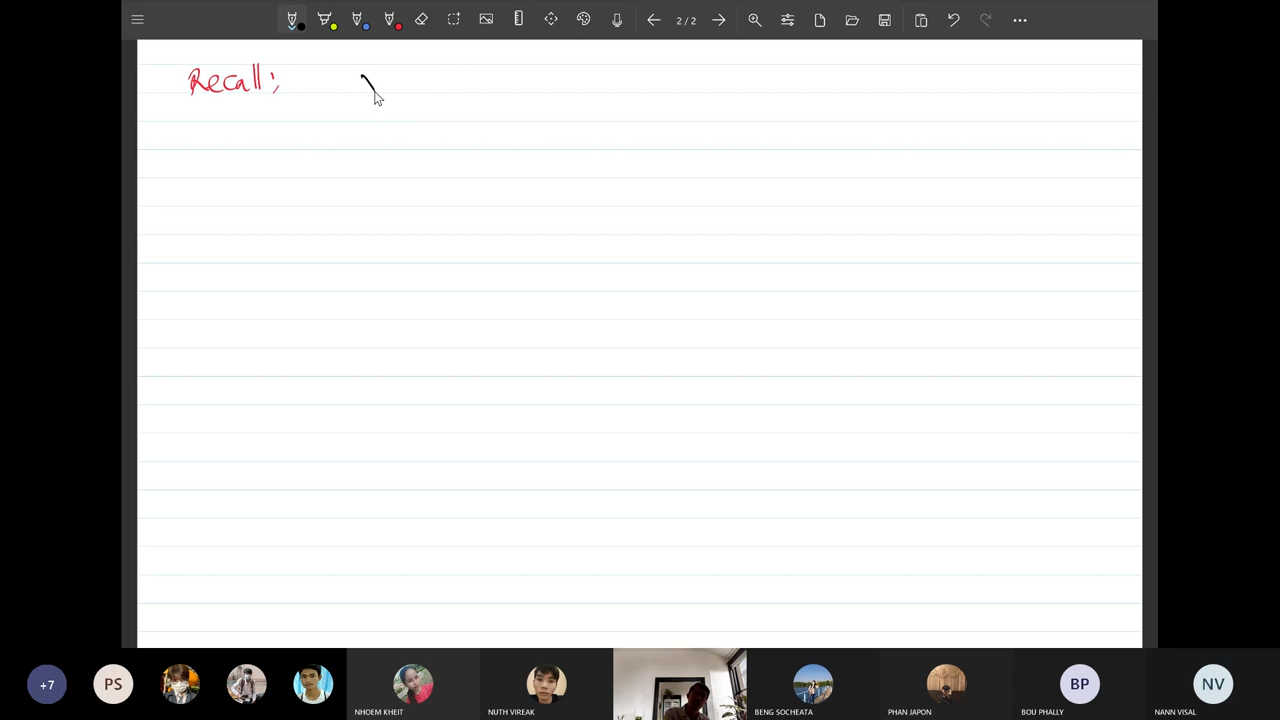 2/2
Recall:
+7
PS
NHOEM KHEIT
NUTH VIREAK
BENG SOCHEATA
PHAN JAPON
BP
BOU PHALLY
NV
NANN VISAL